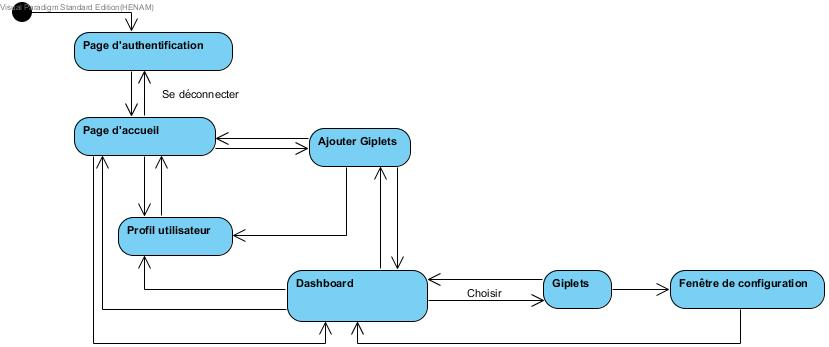 Visual Paradigm Standard Edition(HENAM)
Page d'authentification
Se déconnecter
Page d'accueil
Ajouter Giplets
Profil utilisateur
Dashboard
Choisir
Giplets
Fenêtre de configuration